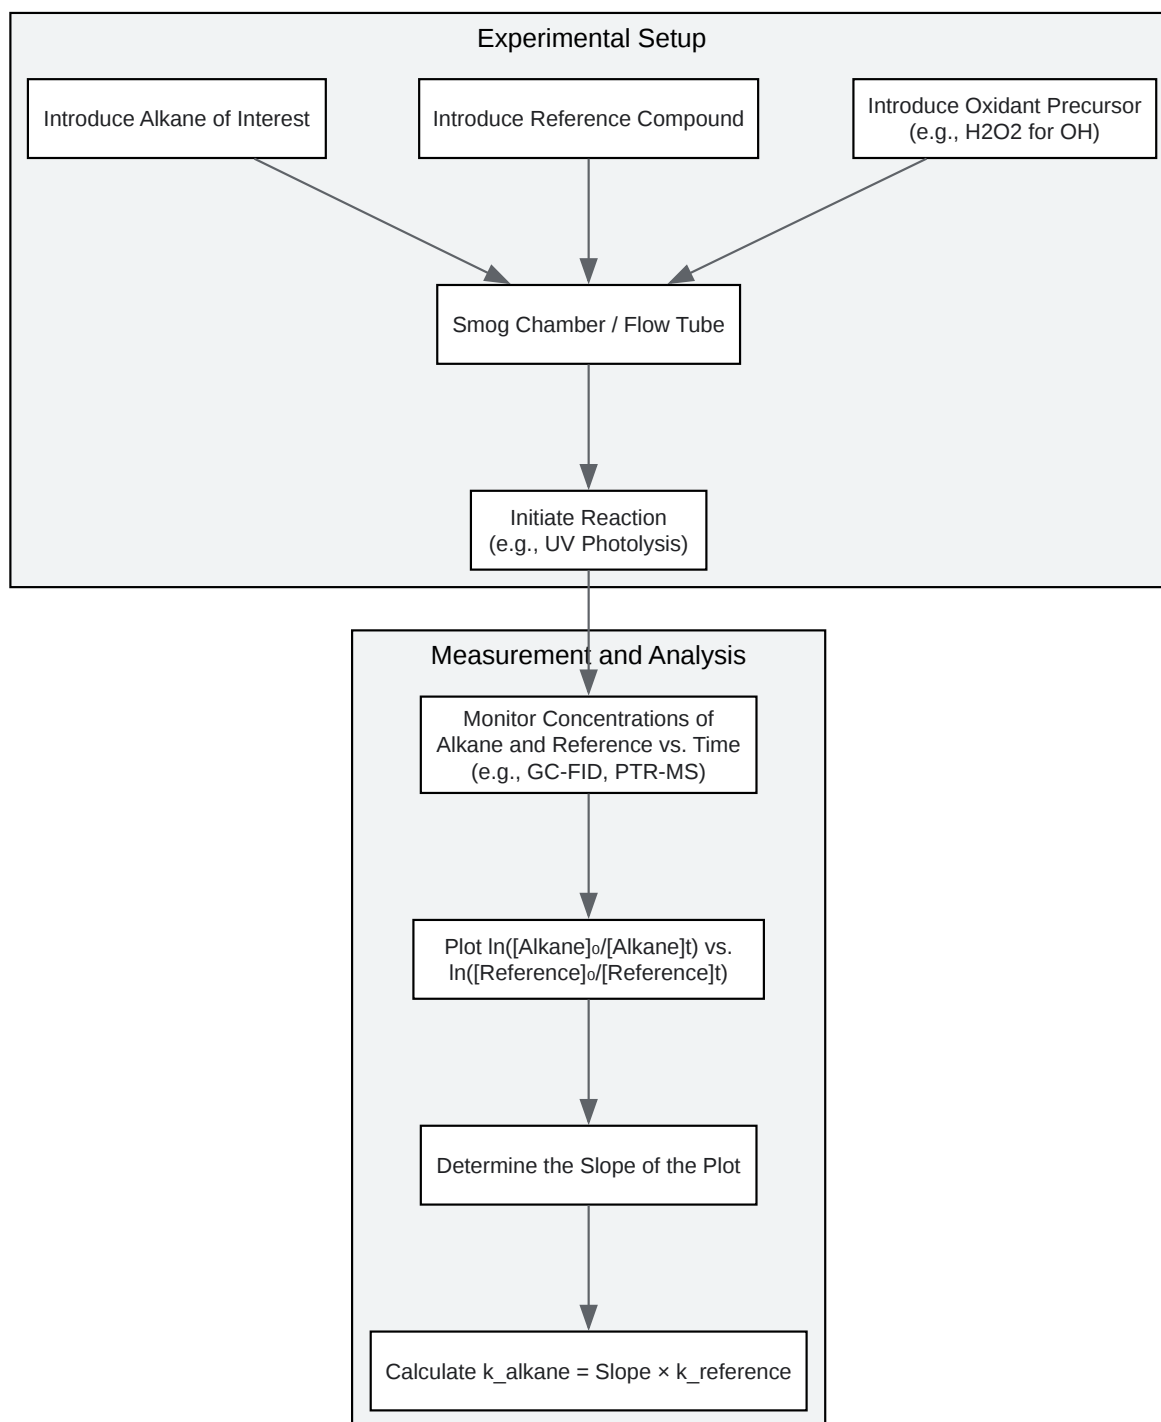 Experimental Setup
Introduce Alkane of Interest
Introduce Reference Compound
Introduce Oxidant Precursor
(e.g., H2O2 for OH)
Smog Chamber / Flow Tube
Initiate Reaction
(e.g., UV Photolysis)
Measurement and Analysis
Monitor Concentrations of
Alkane and Reference vs. Time
(e.g., GC-FID, PTR-MS)
Plot ln([Alkane]₀/[Alkane]t) vs.
ln([Reference]₀/[Reference]t)
Determine the Slope of the Plot
Calculate k_alkane = Slope × k_reference